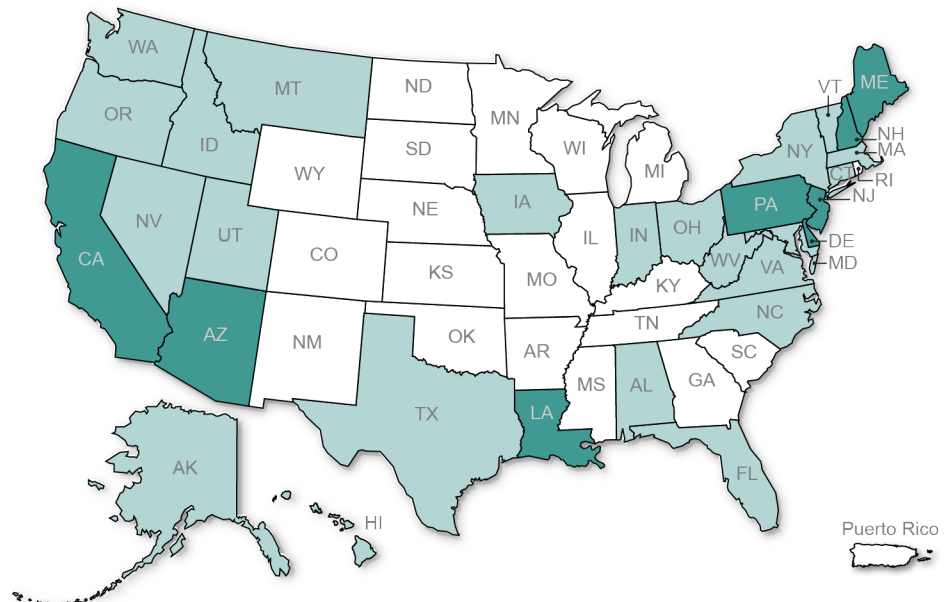 WA
MT
ND
MN
VT
ME
OR
ID
SD
WI
MI
NY
NH
MA
WY
CT
RI
NV
UT
NE
IA
PA
NJ
CA
CO
KS
MO
IL
IN
OH
WV
VA
DE
MD
KY
AZ
NM
OK
AR
TN
NC
SC
MS
AL
GA
TX
LA
FL
AK
HI
Puerto Rico